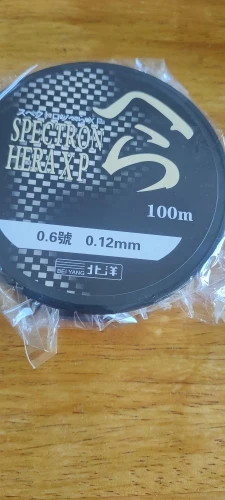 へら
SPECTRON
HERA X·P
100m
0.6號 0.12mm
BEI YANG 北洋